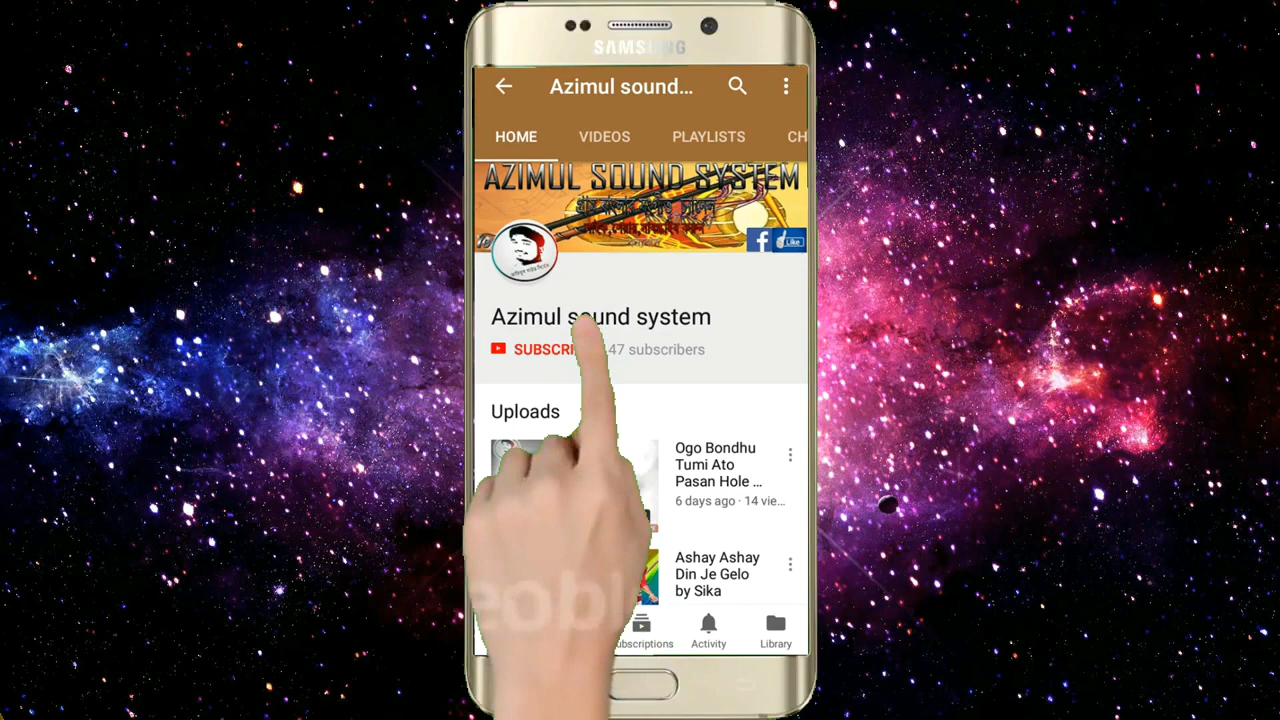 SAMSUNG
Azimul sound...
HOME VIDEOS PLAYLISTS CH
AZIMUL SOUND SYSTEM
f Like
Azimul sound system
SUBSCRI 47 subscribers
Uploads
Ogo Bondhu
Tumi Ato
Pasan Hole ...
6 days ago · 14 vie...
Ashay Ashay
Din Je Gelo
by Sika
eobl
ubscriptions Activity Library